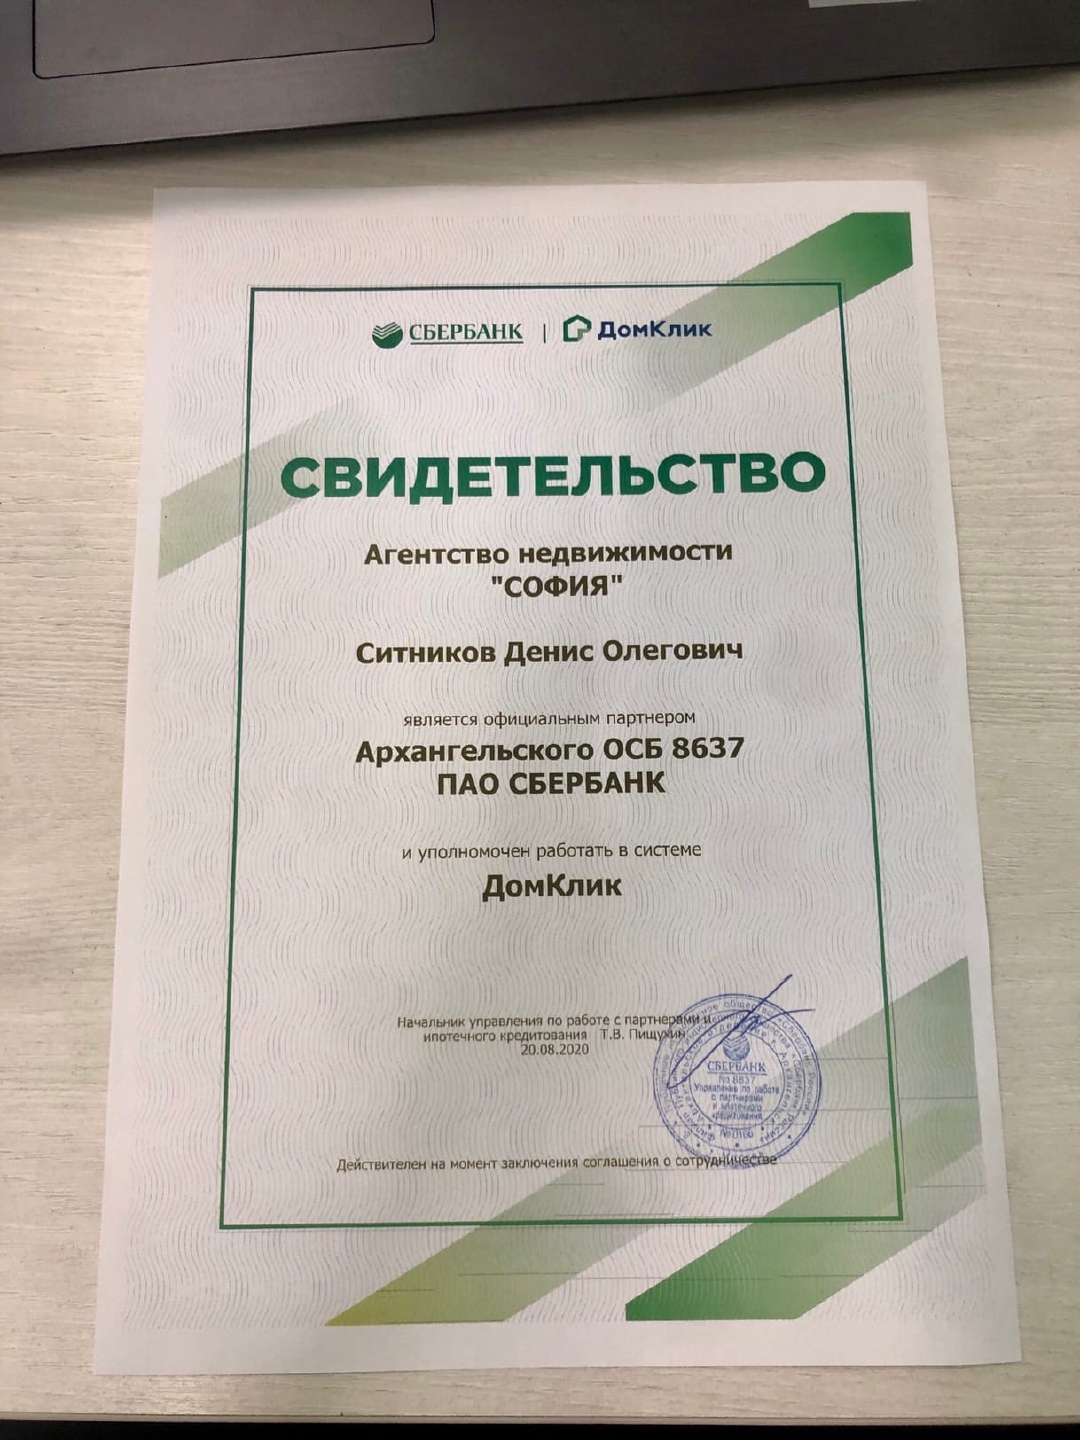 СБЕРБАНК | ДомКлик
СВИДЕТЕЛЬСТВО
Агентство недвижимости
"СОФИЯ"
Ситников Денис Олегович
является официальным партнером
Архангельского ОСБ 8637
ПАО СБЕРБАНК
и уполномочен работать в системе
ДомКлик
Начальник управления по работе с партнерами и
ипотечного кредитования Т.В. Пищухин
20.08.2020
СБЕРБАНК
Управление по работе
с партнерами
и ипотечного
кредитования
Действителен на момент заключения соглашения о сотрудничестве